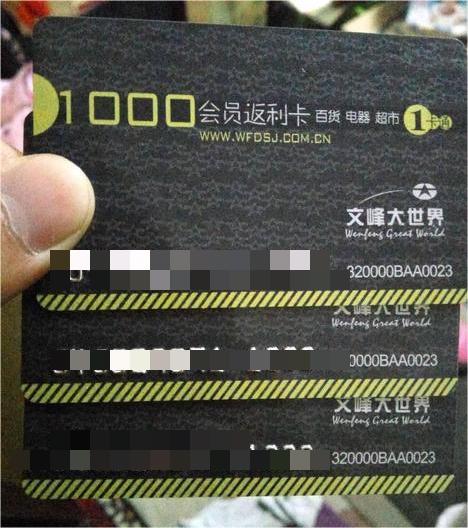 1000会员返利卡 百货 电器 超市 1卡通
WWW.WFDSJ.COM.CN
文峰大世界
Wenfeng Great World
320000BAA0023
文峰大世界
Wenfeng Great World
0000BAA0023
文峰大世界
Wenfeng Great World
320000BAA0023